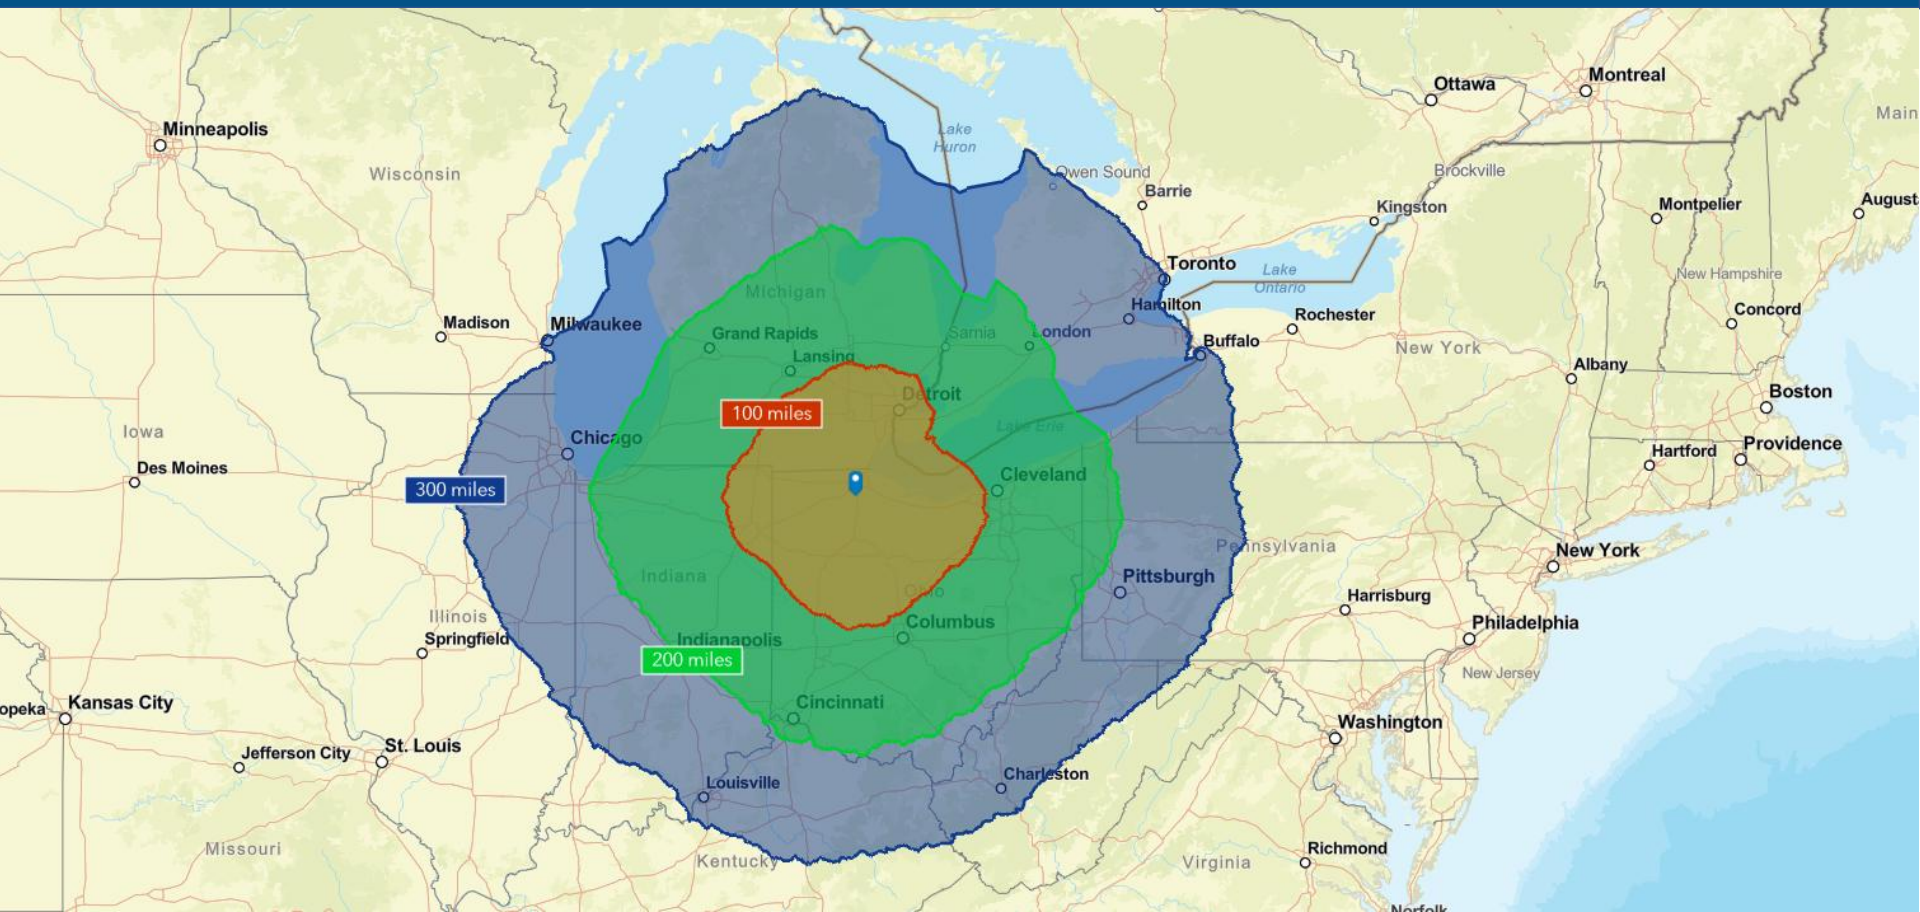 Ottawa
Montreal
Main
Minneapolis
Lake
Huron
Wisconsin
Owen Sound
Barrie
Brockville
Kingston
Montpelier
August
Toronto
Lake
Ontario
New Hampshire
Michigan
Hamilton
Concord
Madison
Milwaukee
Grand Rapids
Sarnia
London
Rochester
Buffalo
New York
Lansing
Albany
Detroit
Boston
100 miles
Iowa
Chicago
Lake Erie
Hartford
Providence
Des Moines
Cleveland
300 miles
Pennsylvania
New York
Indiana
Pittsburgh
Ohio
Harrisburg
Illinois
Columbus
Philadelphia
Springfield
Indianapolis
200 miles
New Jersey
opeka
Kansas City
Cincinnati
Washington
Jefferson City
St. Louis
Louisville
Charleston
Missouri
Kentucky
Virginia
Richmond
Norfolk